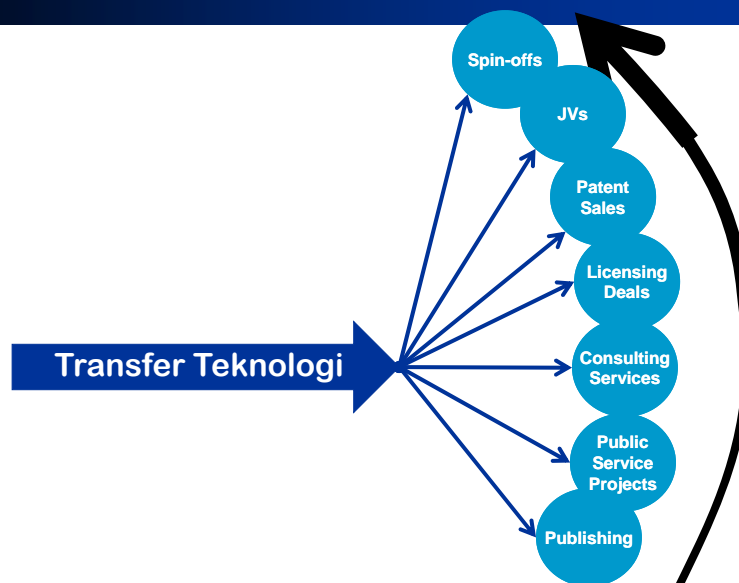 Spin-offs
JVs
Patent
Sales
Licensing
Deals
Transfer Teknologi
Consulting
Services
Public
Service
Projects
Publishing